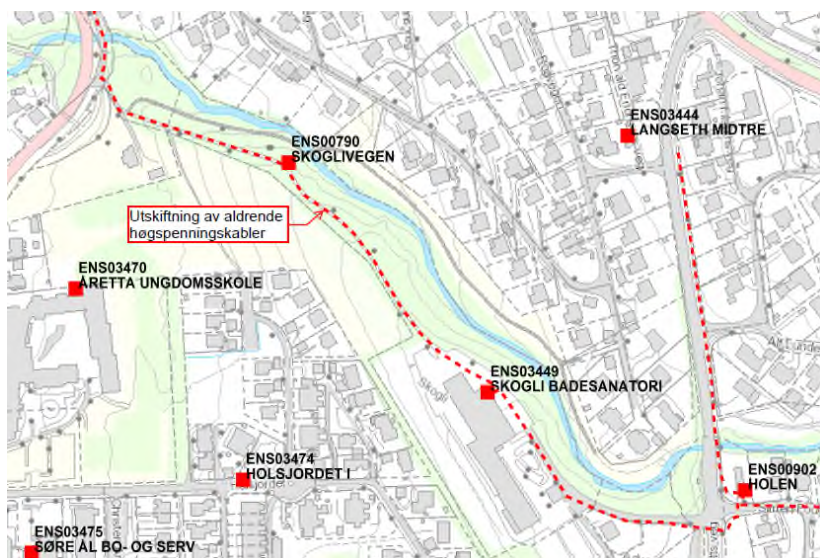 ENS03444
LANGSETH MIDTRE
ENS00790
SKOGLIVEGEN
Utskiftning av aldrende
høgspenningskabler
ENS03470
ÅRETTA UNGDOMSSKOLE
ENS03449
SKOGLI BADESANATORI
Skogli
ENS03474
HOLSJORDET I
ENS00902
HOLEN
ENS03475
SØRE ÅL BO- OG SERV